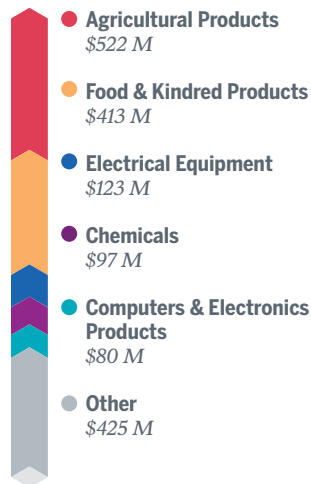 Agricultural Products
$522 M
Food & Kindred Products
$413 M
Electrical Equipment
$123 M
Chemicals
$97 M
Computers & Electronics
Products
$80 M
Other
$425 M